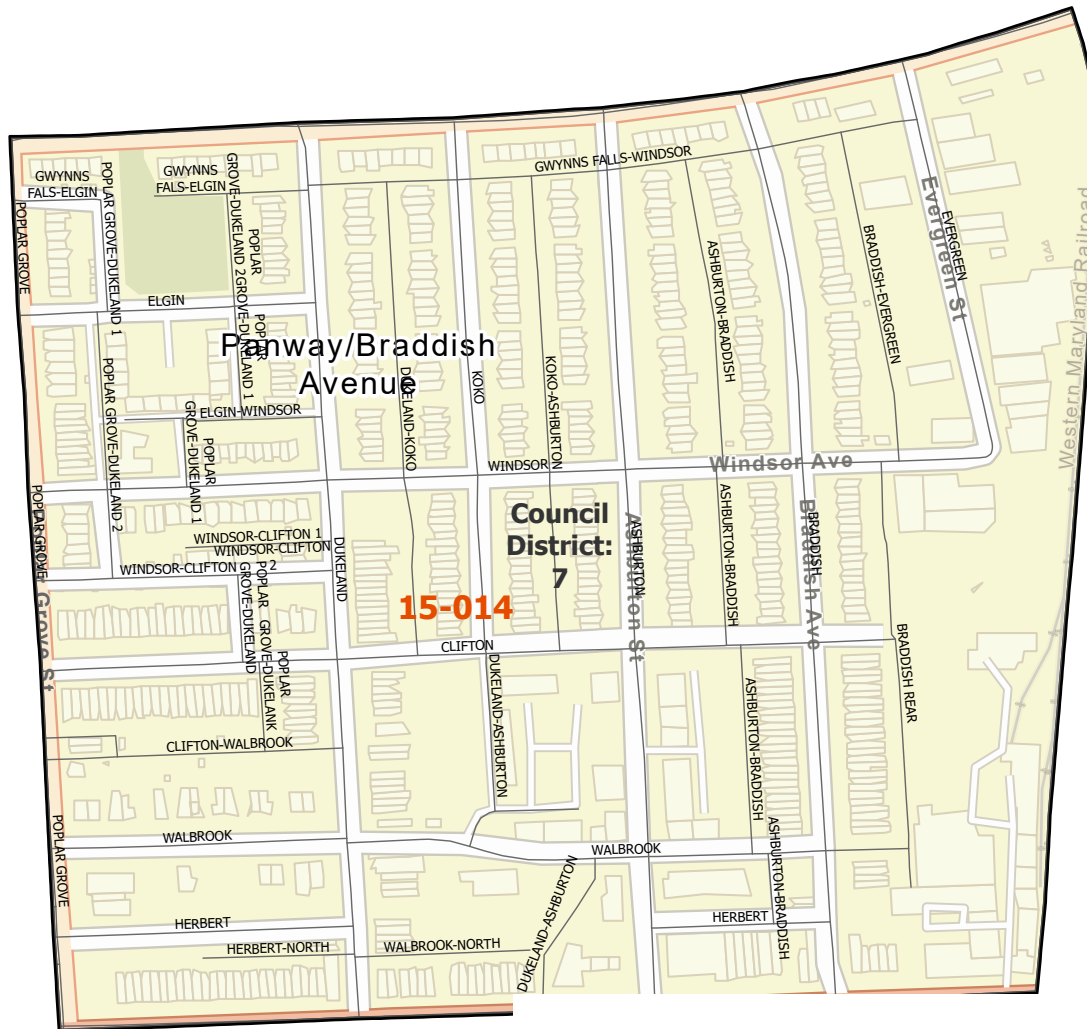 GWYNNS
FALS-ELGIN
POPLAR GROVE
POPLAR GROVE-DUKELAND 1
GWYNNS
FALS-ELGIN
GROVE-DUKELAND 2
POPLAR
GROVE-DUKELAND 1
POPLAR
GWYNNS FALLS-WINDSOR
Evergreen St
EVERGREEN
BRADDISH-EVERGREEN
ASHBURTON-BRADDISH
Western Maryland Railroad
ELGIN
Panway/Braddish
Avenue
DUKELAND-KOKO
KOKO
KOKO-ASHBURTON
POPLAR GROVE-DUKELAND 2
ELGIN-WINDSOR
POPLAR
GROVE-DUKELAND 1
WINDSOR
Windsor Ave
POPLAR GROVE
Grove St
WINDSOR-CLIFTON 1
WINDSOR-CLIFTON
WINDSOR-CLIFTON 2
DUKELAND
Council
District:
7
15-014
Ashburton St
ASHBURTON
ASHBURTON-BRADDISH
BRADDISH
Braddish Ave
POPLAR
GROVE-DUKELAND
POPLAR
GROVE-DUKELANK
CLIFTON
BRADDISH REAR
DUKELAND-ASHBURTON
ASHBURTON-BRADDISH
CLIFTON-WALBROOK
POPLAR GROVE
WALBROOK
WALBROOK
ASHBURTON-BRADDISH
DUKELAND-ASHBURTON
HERBERT
HERBERT
HERBERT-NORTH
WALBROOK-NORTH